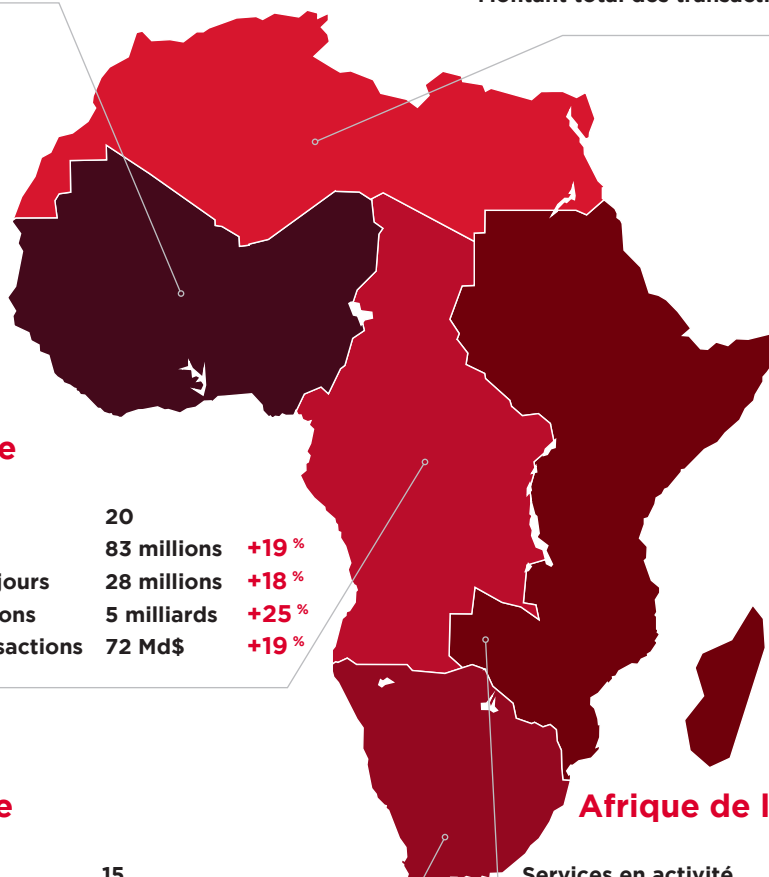 Montant total des transacti
e
20
83 millions +19 %
jours 28 millions +18 %
ons 5 milliards +25 %
sactions 72 Md$ +19 %
e
Afrique de l
15
Services en activité